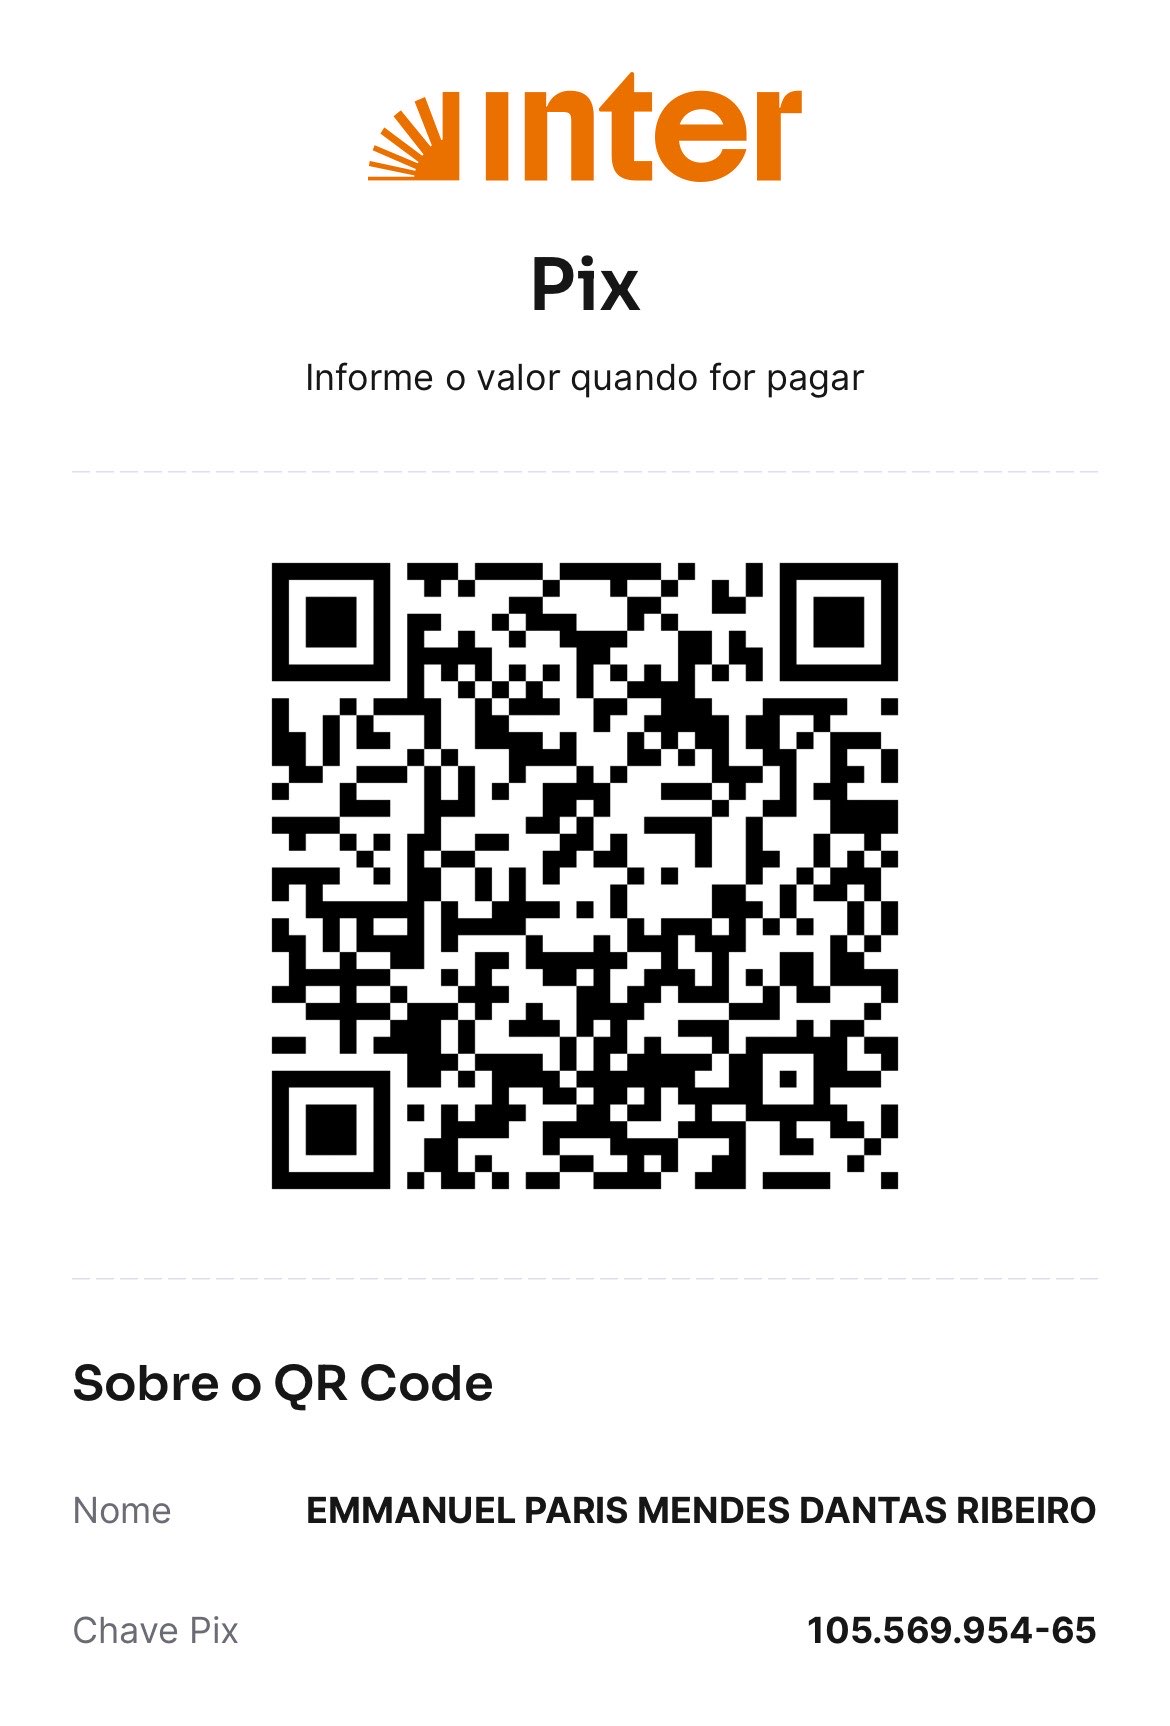 inter
Pix
Informe o valor quando for pagar
Sobre o QR Code
Nome EMMANUEL PARIS MENDES DANTAS RIBEIRO
Chave Pix 105.569.954-65